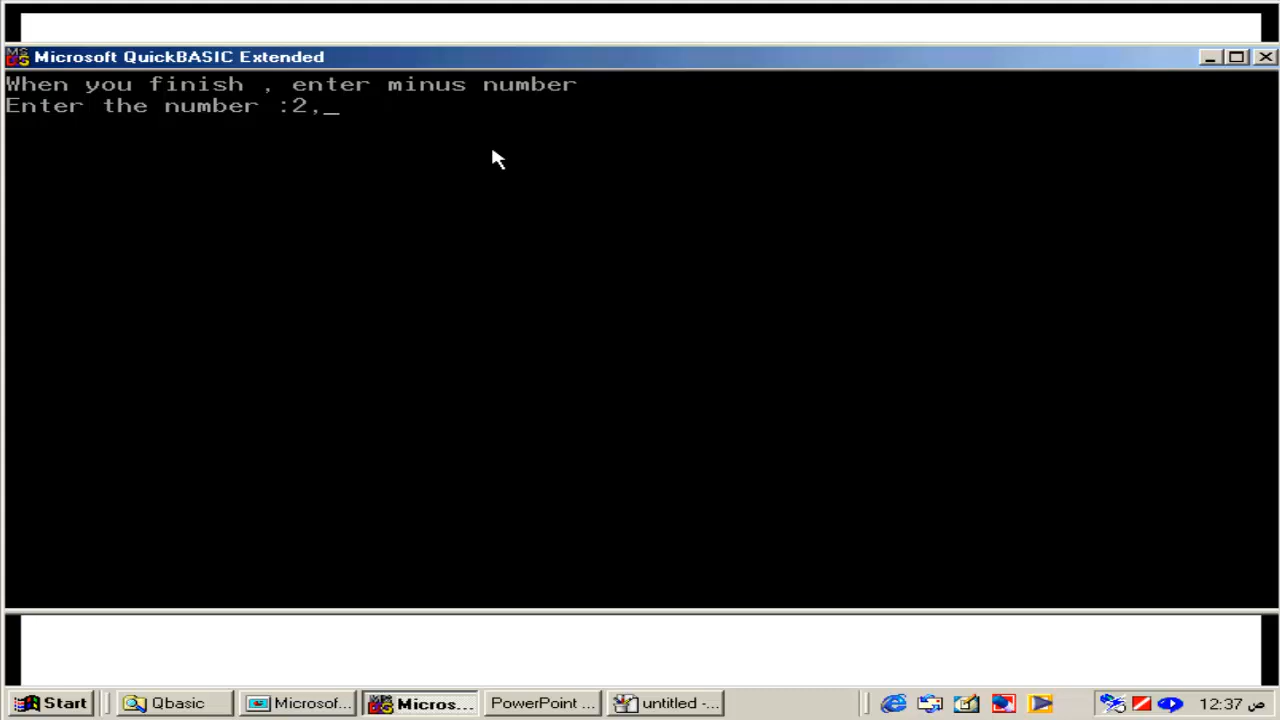 Microsoft QuickBASIC Extended
When you finish , enter minus number
Enter the number :2,_
Start
Qbasic
Microsof...
Micros...
PowerPoint ...
untitled -...
12:37 ص